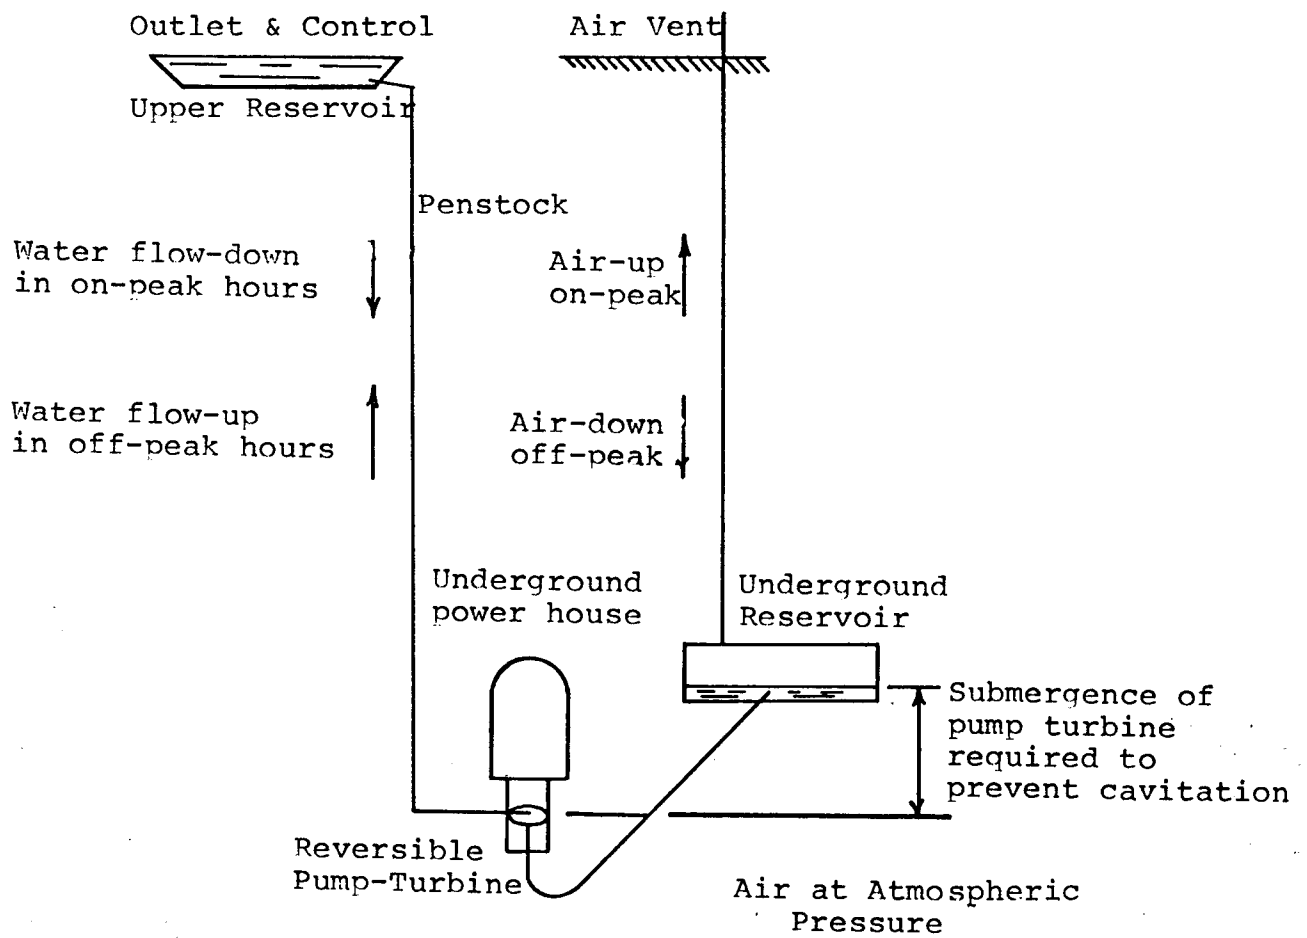 Outlet & Control
Air Vent
Upper Reservoir
Penstock
Water flow-down
in on-peak hours
Air-up
on-peak
Water flow-up
in off-peak hours
Air-down
off-peak
Underground
power house
Underground
Reservoir
Submergence of
pump turbine
required to
prevent cavitation
Reversible
Pump-Turbine
Air at Atmospheric
Pressure